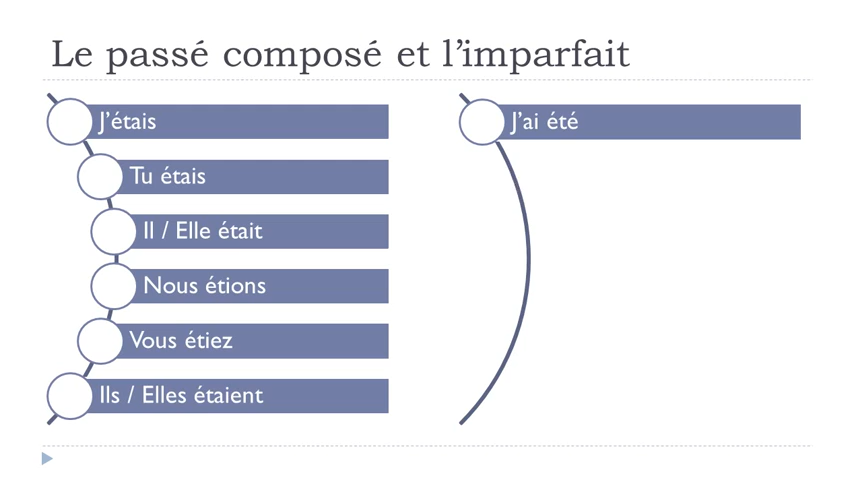 Le passé composé et l’imparfait
J’étais
Tu étais
Il / Elle était
Nous étions
Vous étiez
Ils / Elles étaient
J’ai été